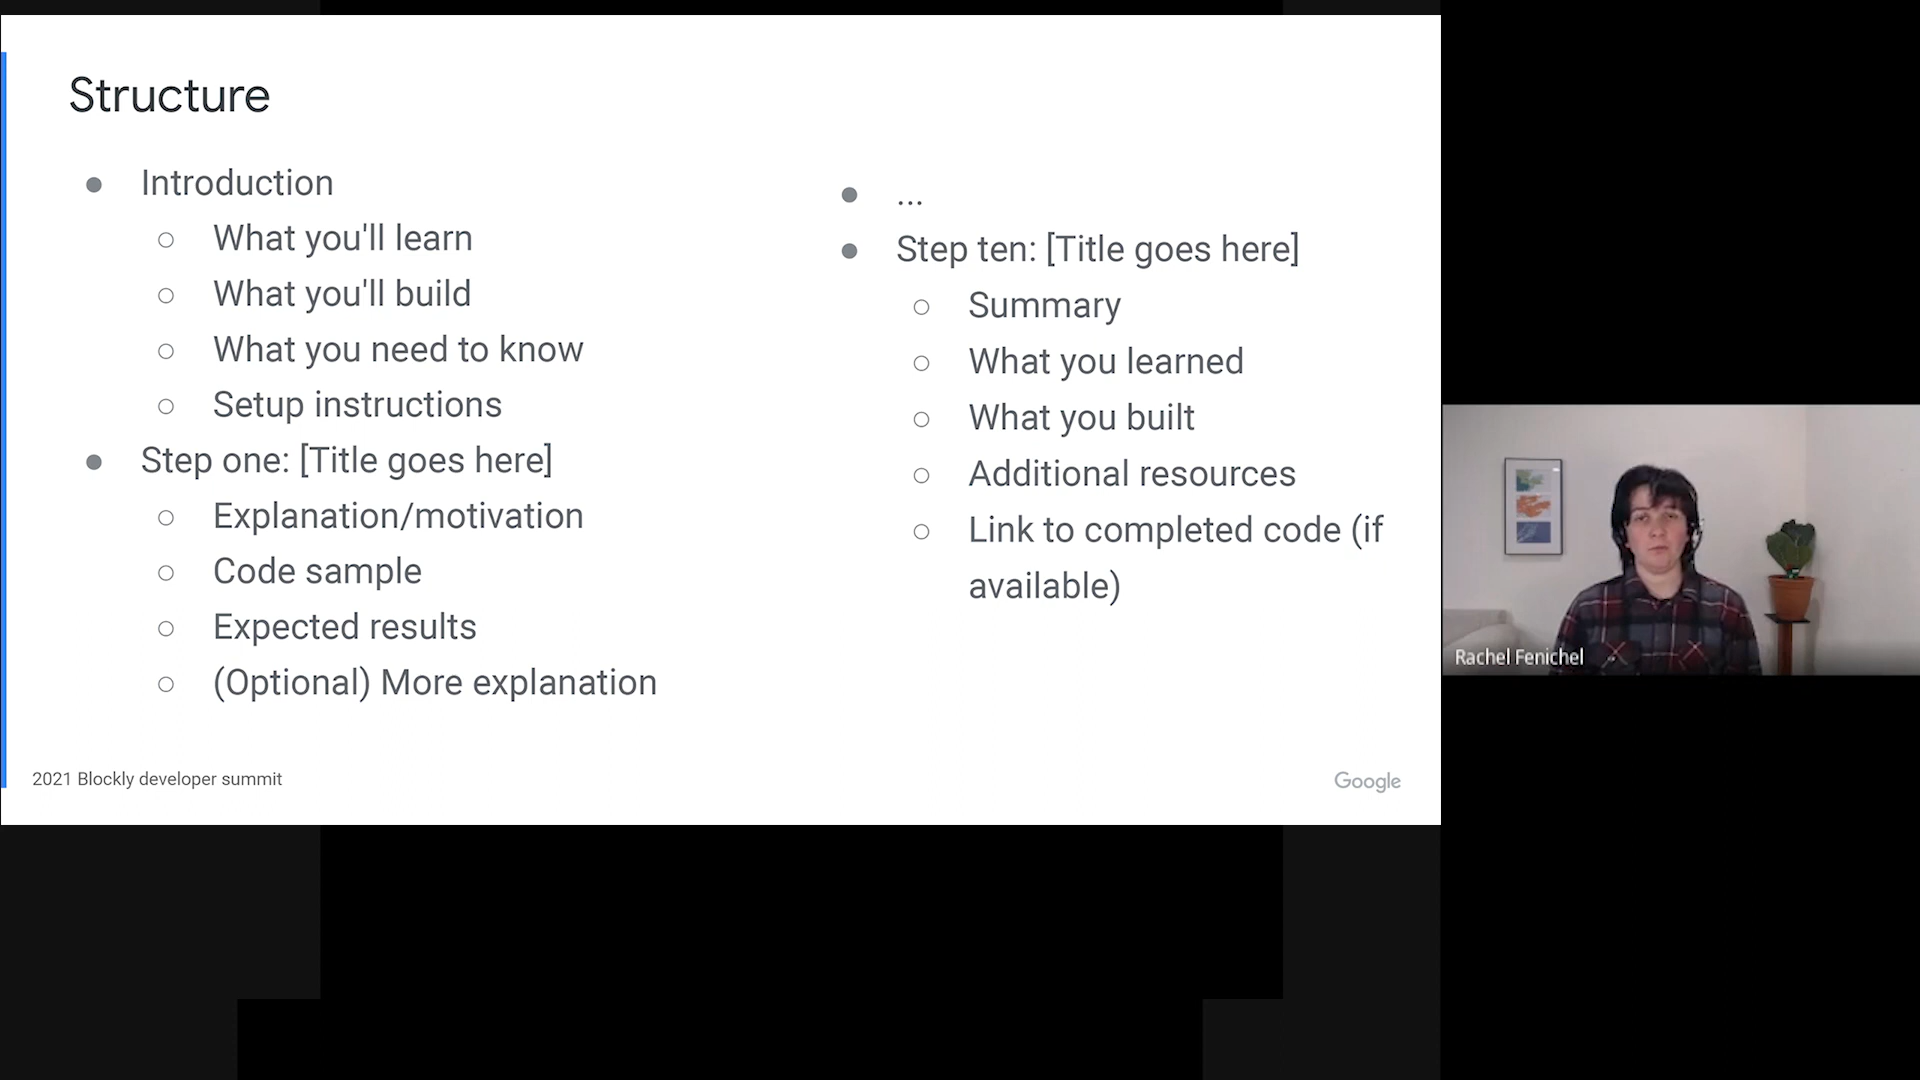 Structure
Introduction
What you'll learn
What you'll build
What you need to know
Setup instructions
Step one: [Title goes here]
Explanation/motivation
Code sample
Expected results
(Optional) More explanation
...
Step ten: [Title goes here]
Summary
What you learned
What you built
Additional resources
Link to completed code (if
available)
2021 Blockly developer summit
Google
Rachel Fenichel